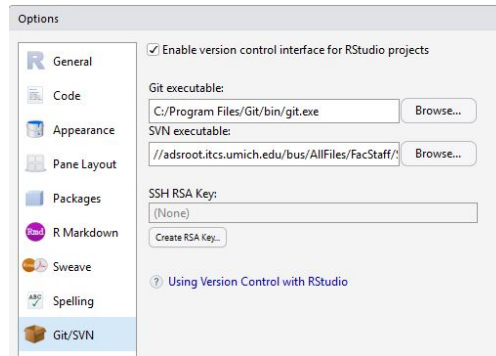 Options
General
Code
Appearance
Pane Layout
Packages
Rmd R Markdown
Sweave
ABC Spelling
Git/SVN
Enable version control interface for RStudio projects
Git executable:
C:/Program Files/Git/bin/git.exe Browse...
SVN executable:
//adsroot.itcs.umich.edu/bus/AllFiles/FacStaff/ Browse...
SSH RSA Key:
(None)
Create RSA Key...
? Using Version Control with RStudio